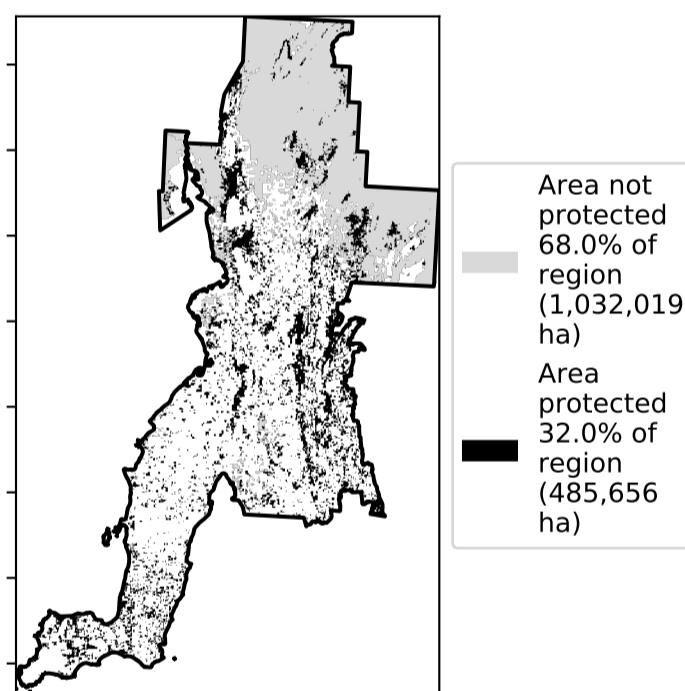 Area not
protected
68.0% of
region
(1,032,019
ha)
Area
protected
32.0% of
region
(485,656
ha)